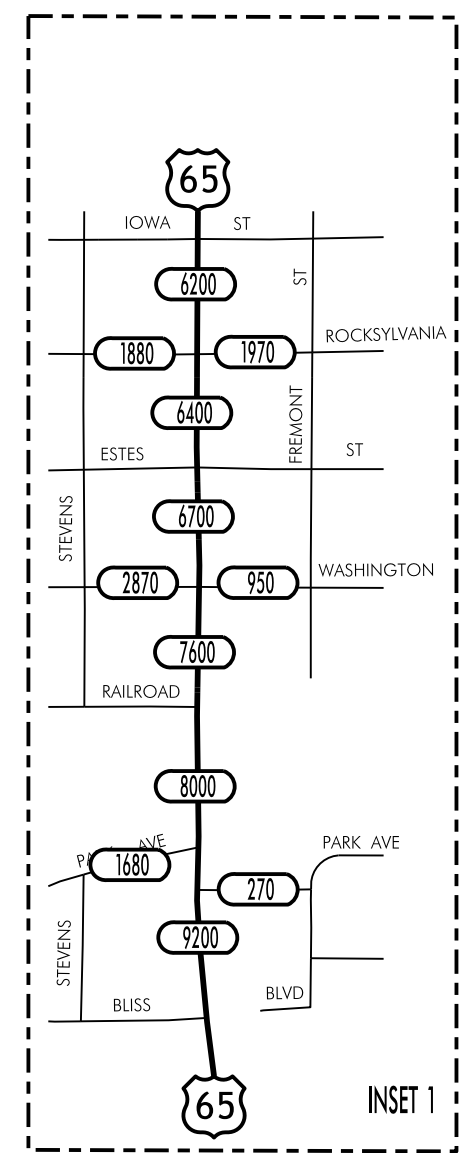 65
IOWA ST
ST
6200
ROCKSYLVANIA
1880 1970
6400
FREMONT
ESTES ST
STEVENS
6700
WASHINGTON
2870 950
7600
RAILROAD
8000
PARK AVE
AVE
1680
270
9200
STEVENS
BLVD
BLISS
65
INSET 1